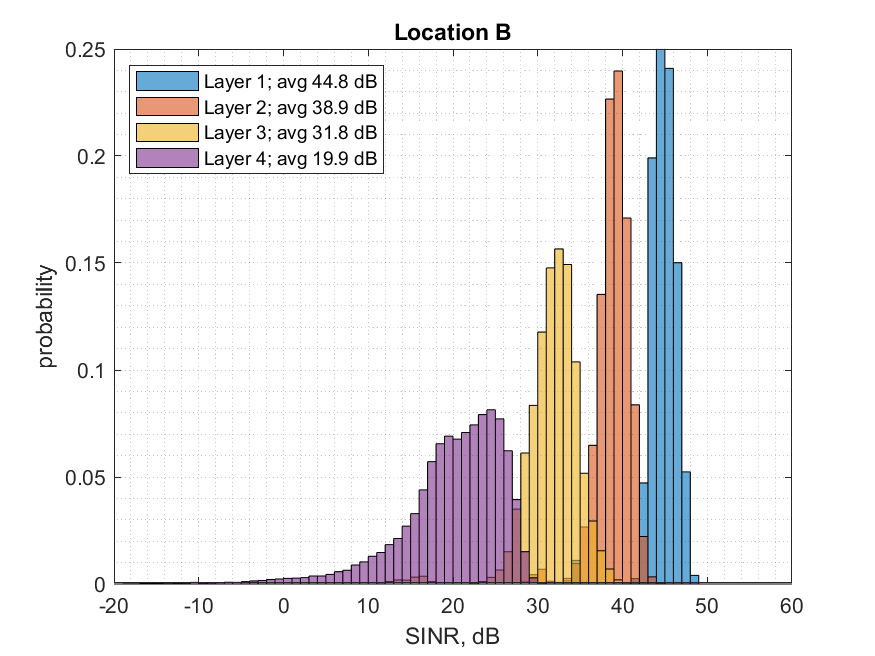 Location B
0.25
0.2
0.15
0.1
0.05
0
probability
Layer 1; avg 44.8 dB
Layer 2; avg 38.9 dB
Layer 3; avg 31.8 dB
Layer 4; avg 19.9 dB
-20 -10 0 10 20 30 40 50 60
SINR, dB